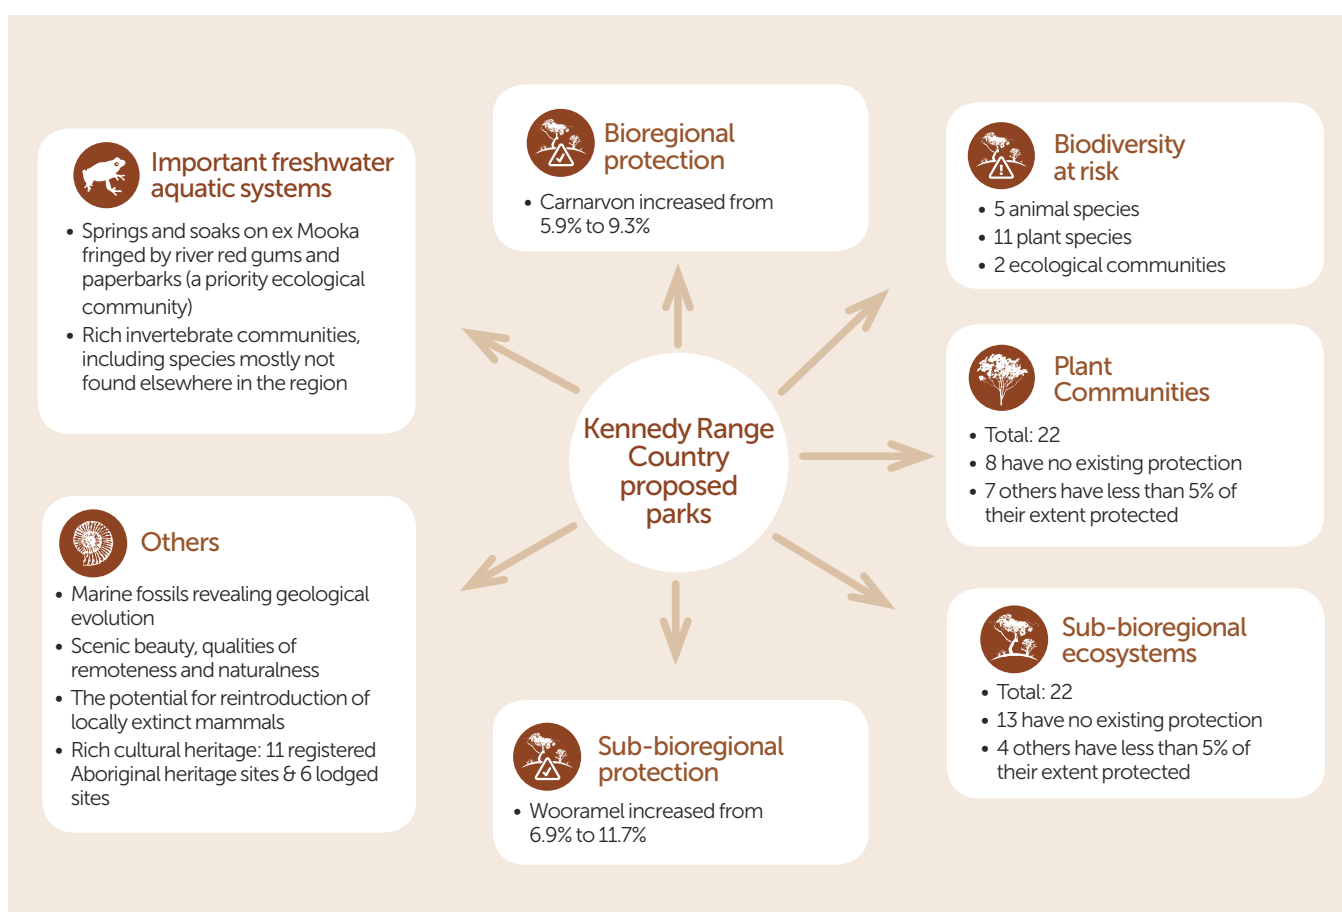 Important freshwater
aquatic systems
• Springs and soaks on ex Mooka
fringed by river red gums and
paperbarks (a priority ecological
community)
• Rich invertebrate communities,
including species mostly not
found elsewhere in the region
Bioregional
protection
• Carnarvon increased from
5.9% to 9.3%
Biodiversity
at risk
• 5 animal species
• 11 plant species
• 2 ecological communities
Kennedy Range
Country
proposed
parks
Plant
Communities
• Total: 22
• 8 have no existing protection
• 7 others have less than 5% of
their extent protected
Others
• Marine fossils revealing geological
evolution
• Scenic beauty, qualities of
remoteness and naturalness
• The potential for reintroduction of
locally extinct mammals
• Rich cultural heritage: 11 registered
Aboriginal heritage sites & 6 lodged
sites
Sub-bioregional
protection
• Wooramel increased from
6.9% to 11.7%
Sub-bioregional
ecosystems
• Total: 22
• 13 have no existing protection
• 4 others have less than 5% of
their extent protected